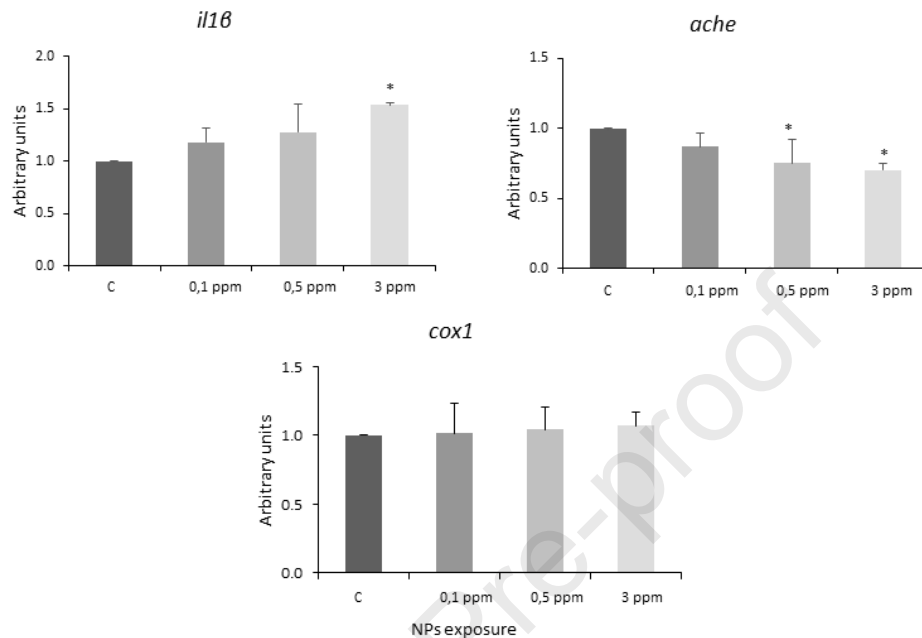 il1β
Arbitrary units
2.0
1.5
1.0
0.5
0.0
*
C 0,1 ppm 0,5 ppm 3 ppm
ache
Arbitrary units
1.5
1.0
0.5
0.0
*
*
C 0,1 ppm 0,5 ppm 3 ppm
cox1
Arbitrary units
1.5
1.0
0.5
0.0
C 0,1 ppm 0,5 ppm 3 ppm
NPs exposure
Pre-proof